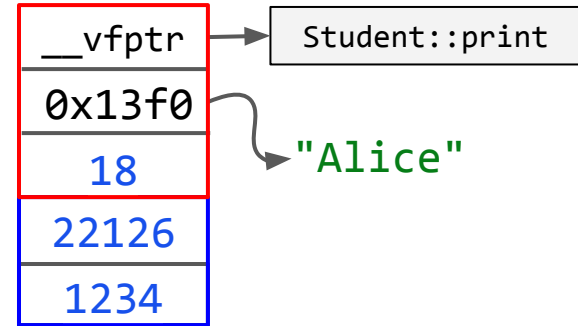 __vfptr
Student::print
0x13f0
"Alice"
18
22126
1234